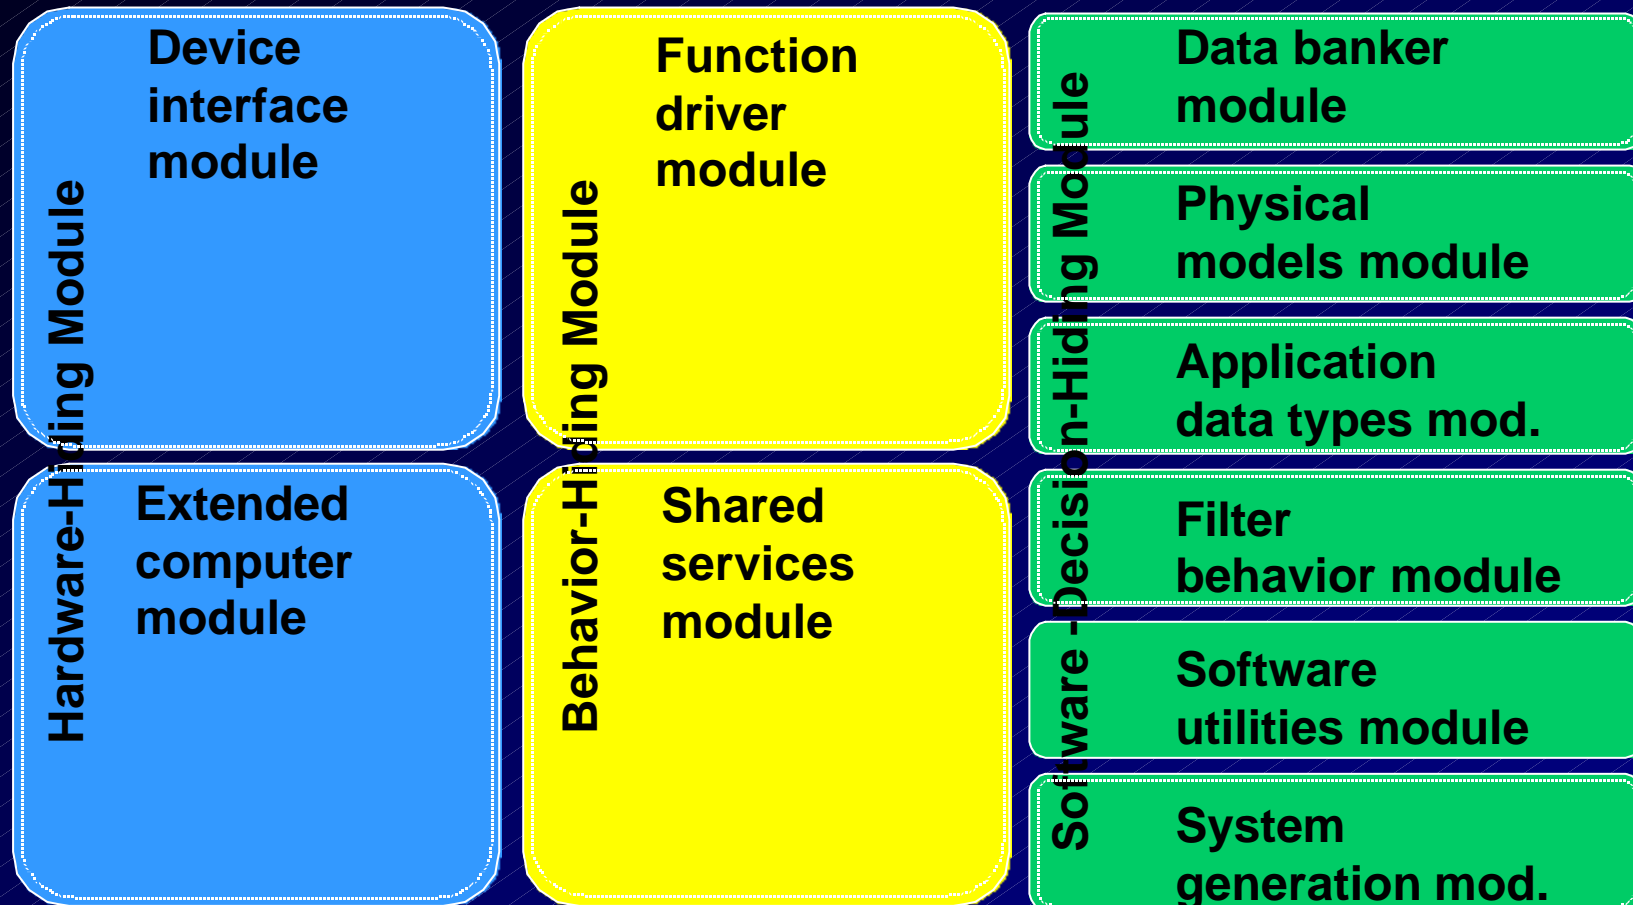 Hardware-Hiding Module
Device
interface
module
Extended
computer
module
Behavior-Hiding Module
Function
driver
module
Shared
services
module
Software -Decision-Hiding Module
Data banker
module
Physical
models module
Application
data types mod.
Filter
behavior module
Software
utilities module
System
generation mod.